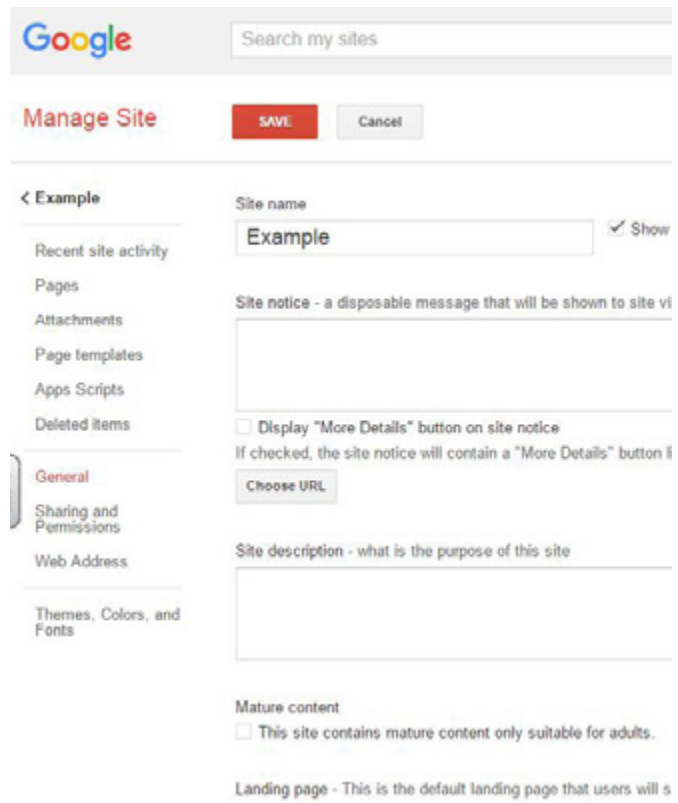 Google
Search my sites
Manage Site
SAVE
Cancel
Example
Recent site activity
Pages
Attachments
Page templates
Apps Scripts
Deleted items
General
Sharing and
Permissions
Web Address
Themes, Colors, and
Fonts
Site name
Example
Show
Site notice - a disposable message that will be shown to site vi
Display "More Details" button on site notice
If checked, the site notice will contain a "More Details" button li
Choose URL
Site description - what is the purpose of this site
Mature content
This site contains mature content only suitable for adults.
Landing page - This is the default landing page that users will s